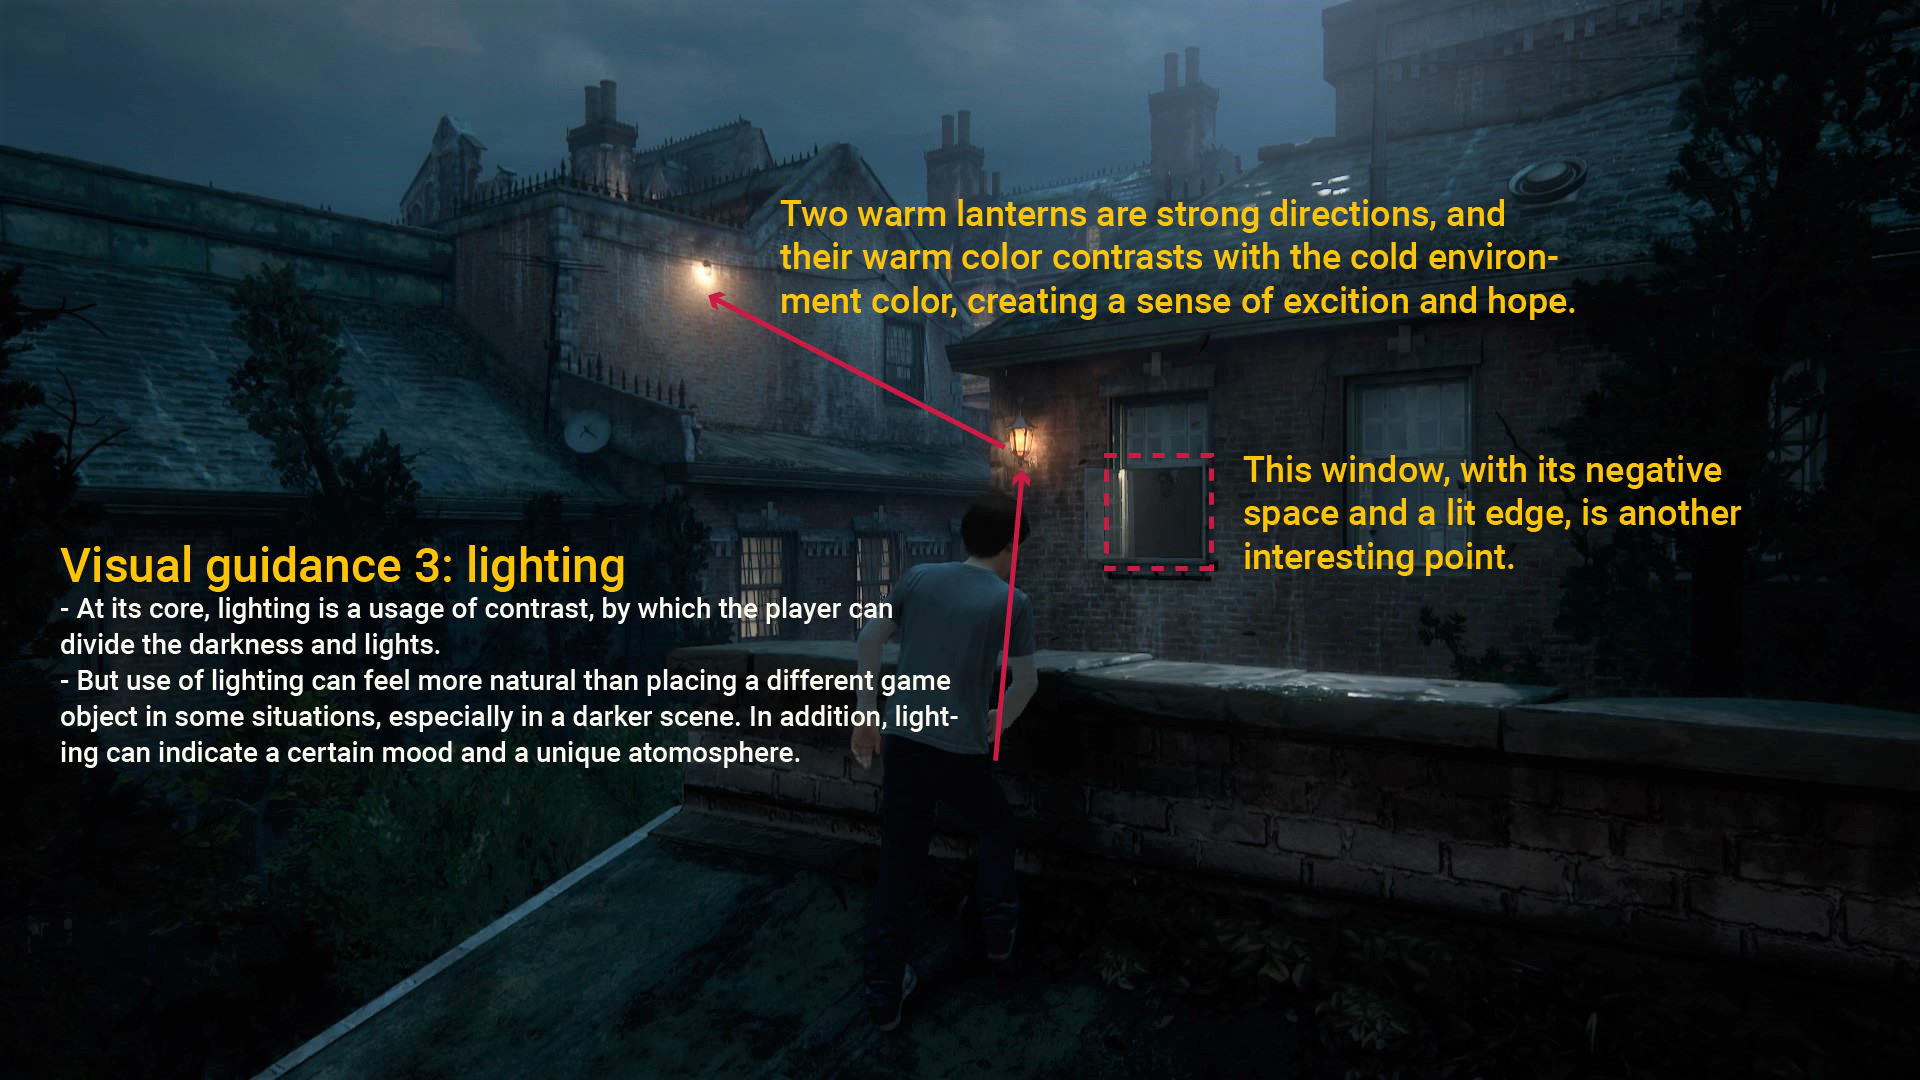 Two warm lanterns are strong directions, and
their warm color contrasts with the cold environ-
ment color, creating a sense of excition and hope.
This window, with its negative
space and a lit edge, is another
interesting point.
Visual guidance 3: lighting
- At its core, lighting is a usage of contrast, by which the player can
divide the darkness and lights.
- But use of lighting can feel more natural than placing a different game
object in some situations, especially in a darker scene. In addition, light-
ing can indicate a certain mood and a unique atomosphere.